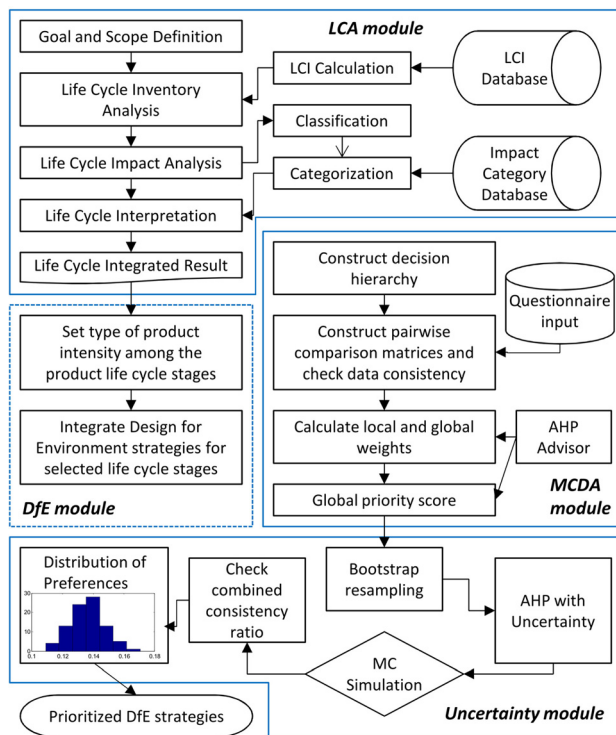 LCA module
Goal and Scope Definition
LCI Calculation
LCI
Database
Life Cycle Inventory
Analysis
Classification
Life Cycle Impact Analysis
Categorization
Impact
Category
Database
Life Cycle Interpretation
Life Cycle Integrated Result
Set type of product
intensity among the
product life cycle stages
Integrate Design for
Environment strategies for
selected life cycle stages
DfE module
Construct decision
hierarchy
Questionnaire
input
Construct pairwise
comparison matrices and
check data consistency
Calculate local and global
weights
AHP
Advisor
Global priority score
MCDA
module
Distribution of
Preferences
30
20
10
0
0.1
0.12
0.14
0.16
0.18
Check
combined
consistency
ratio
Bootstrap
resampling
AHP with
Uncertainty
MC
Simulation
Prioritized DfE strategies
Uncertainty module